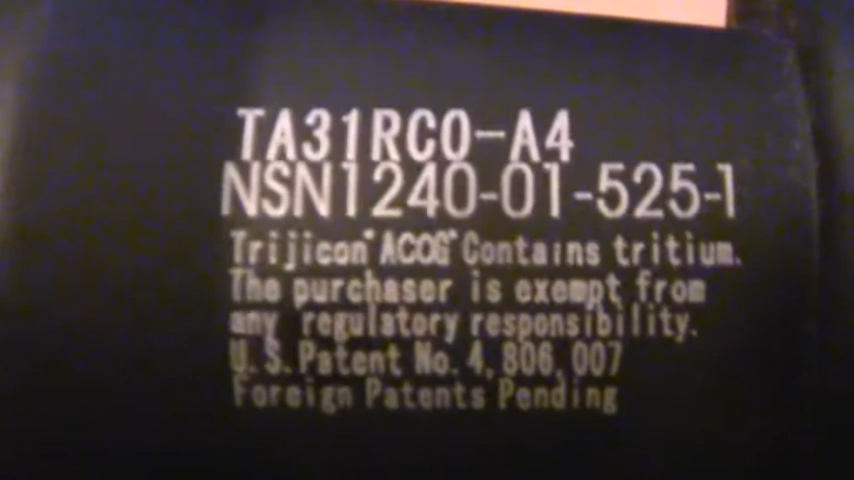 TA31RCO-A4
NSN1240-01-525-1
Trijicon® ACOG® Contains tritium.
The purchaser is exempt from
any regulatory responsibility.
U.S. Patent No. 4,806,007
Foreign Patents Pending